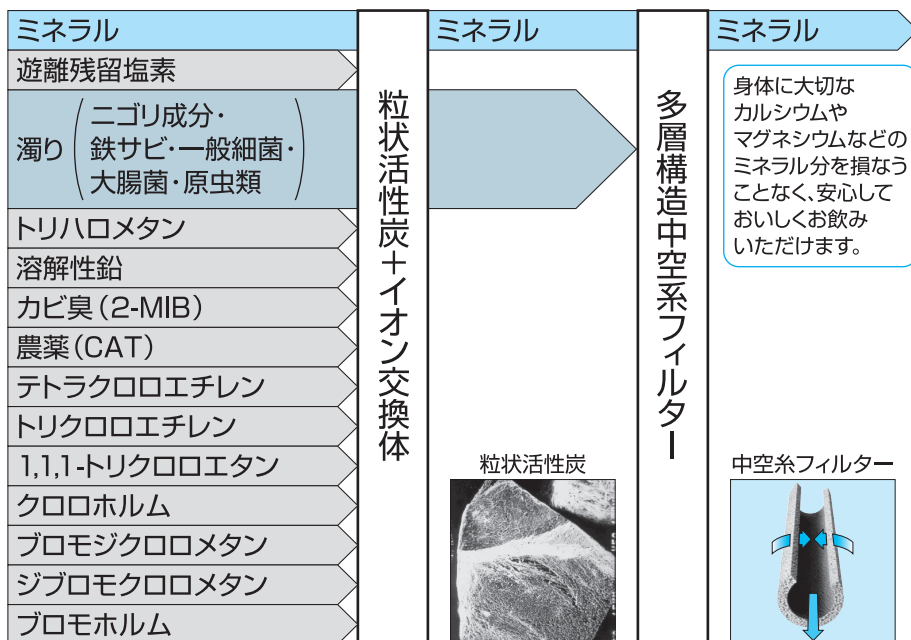 ミネラル
遊離残留塩素
濁り
ニゴリ成分・
鉄サビ・一般細菌・
大腸菌・原虫類
トリハロメタン
溶解性鉛
カビ臭(2-MIB)
農薬(CAT)
テトラクロロエチレン
トリクロロエチレン
1,1,1-トリクロロエタン
クロロホルム
ブロモジクロロメタン
ジブロモクロロメタン
ブロモホルム
粒状活性炭+イオン交換体
ミネラル
粒状活性炭
多層構造中空系フィルター
ミネラル
身体に大切な
カルシウムや
マグネシウムなどの
ミネラル分を損なう
ことなく、安心して
おいしくお飲み
いただけます。
中空糸フィルター